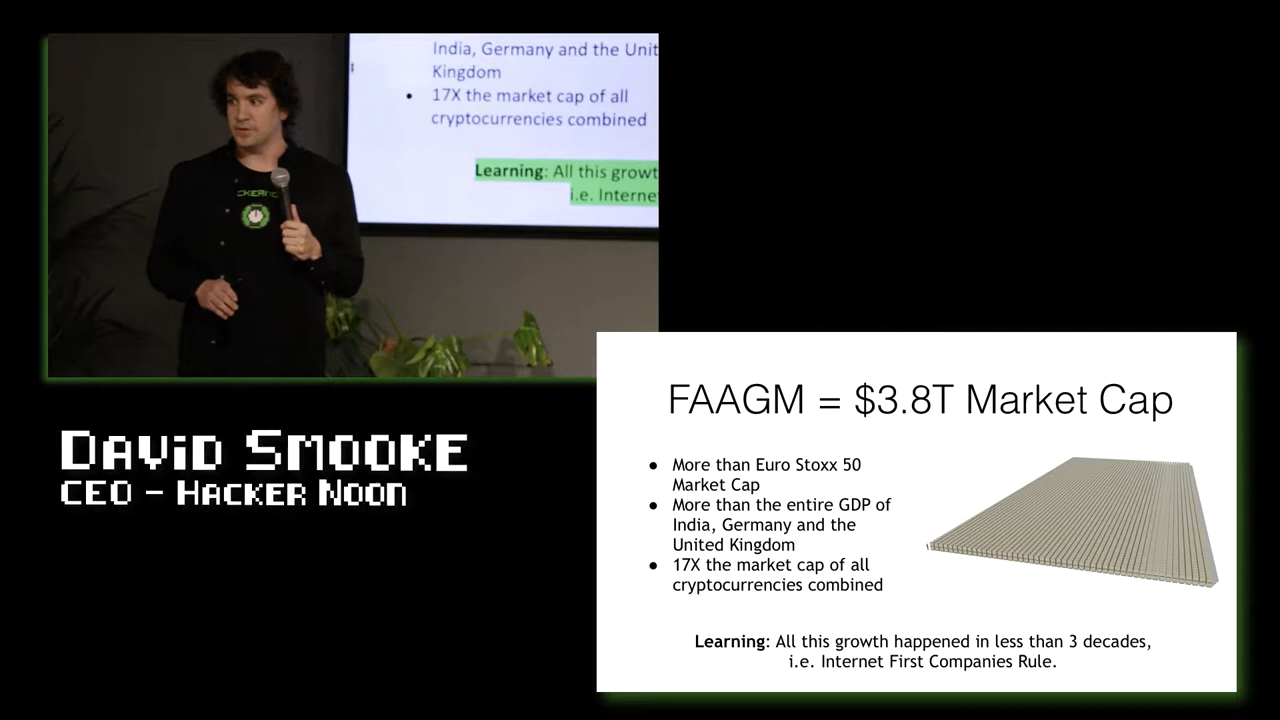 India, Germany and the Unit
Kingdom
• 17X the market cap of all
cryptocurrencies combined
Learning: All this growt
i.e. Interne
CKERNO
DAViD SMOOKE
CEO - HACKER NOON
FAAGM = $3.8T Market Cap
● More than Euro Stoxx 50
Market Cap
● More than the entire GDP of
India, Germany and the
United Kingdom
● 17X the market cap of all
cryptocurrencies combined
Learning: All this growth happened in less than 3 decades,
i.e. Internet First Companies Rule.